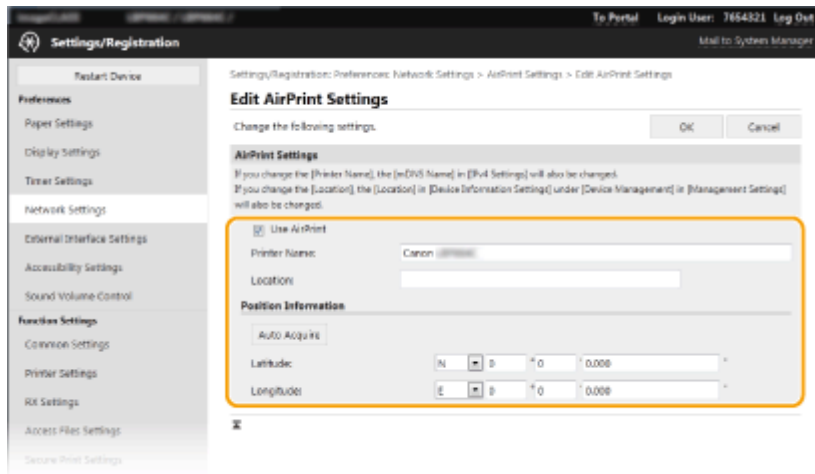 To Portal Login User: 7654321 Log Out
Settings/Registration
Mail to System Manager
Restart Device
Preferences
Paper Settings
Display Settings
Timer Settings
Network Settings
External Interface Settings
Accessibility Settings
Sound Volume Control
Function Settings
Common Settings
Printer Settings
RX Settings
Access Files Settings
Secure Print Settings
Settings/Registration: Preferences: Network Settings > AirPrint Settings > Edit AirPrint Settings
Edit AirPrint Settings
Change the following settings.
OK Cancel
AirPrint Settings
If you change the [Printer Name], the [mDNS Name] in [IPv4 Settings] will also be changed.
If you change the [Location], the [Location] in [Device Information Settings] under [Device Management] in [Management Settings]
will also be changed.
Use AirPrint
Printer Name: Canon
Location:
Position Information
Auto Acquire
Latitude: N 0 ° 0 ' 0.000 "
Longitude: E 0 ° 0 ' 0.000 "